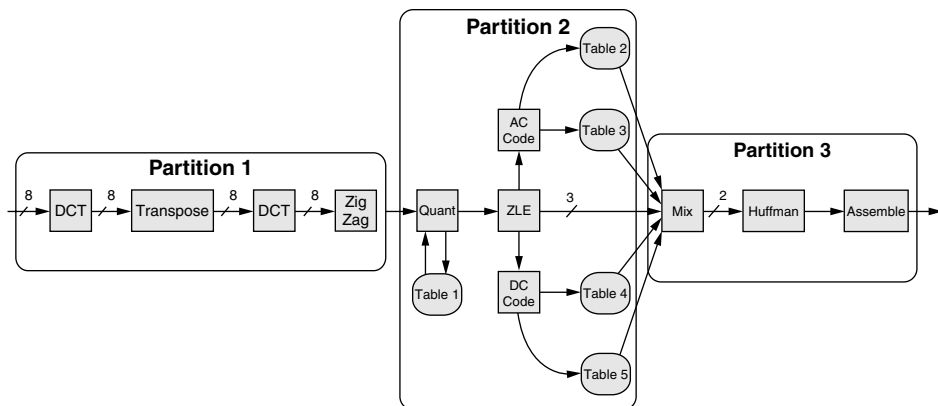 Partition 1
8
DCT
8
Transpose
8
DCT
8
Zig
Zag
Partition 2
Quant
Table 1
ZLE
AC
Code
DC
Code
Table 2
Table 3
3
Table 4
Table 5
Partition 3
Mix
2
Huffman
Assemble